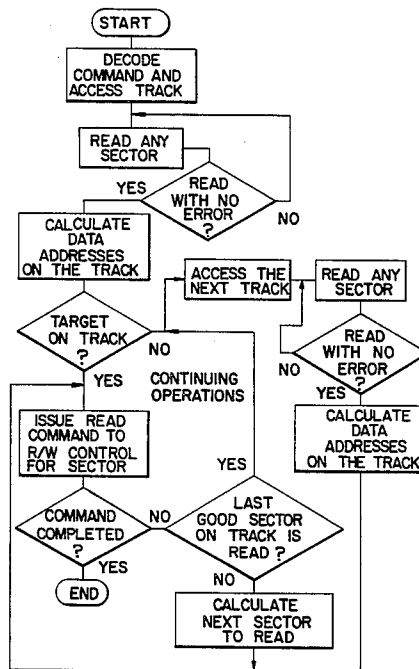 START
DECODE
COMMAND AND
ACCESS TRACK
READ ANY
SECTOR
YES
READ
WITH NO
ERROR
?
NO
CALCULATE
DATA
ADDRESSES
ON THE TRACK
ACCESS THE
NEXT TRACK
READ ANY
SECTOR
TARGET
ON TRACK
?
NO
YES
READ
WITH NO
ERROR
?
NO
YES
CONTINUING
OPERATIONS
ISSUE READ
COMMAND TO
R/W CONTROL
FOR SECTOR
CALCULATE
DATA
ADDRESSES
ON THE TRACK
YES
COMMAND
COMPLETED
?
NO
YES
LAST
GOOD SECTOR
ON TRACK IS
READ ?
NO
END
CALCULATE
NEXT SECTOR
TO READ